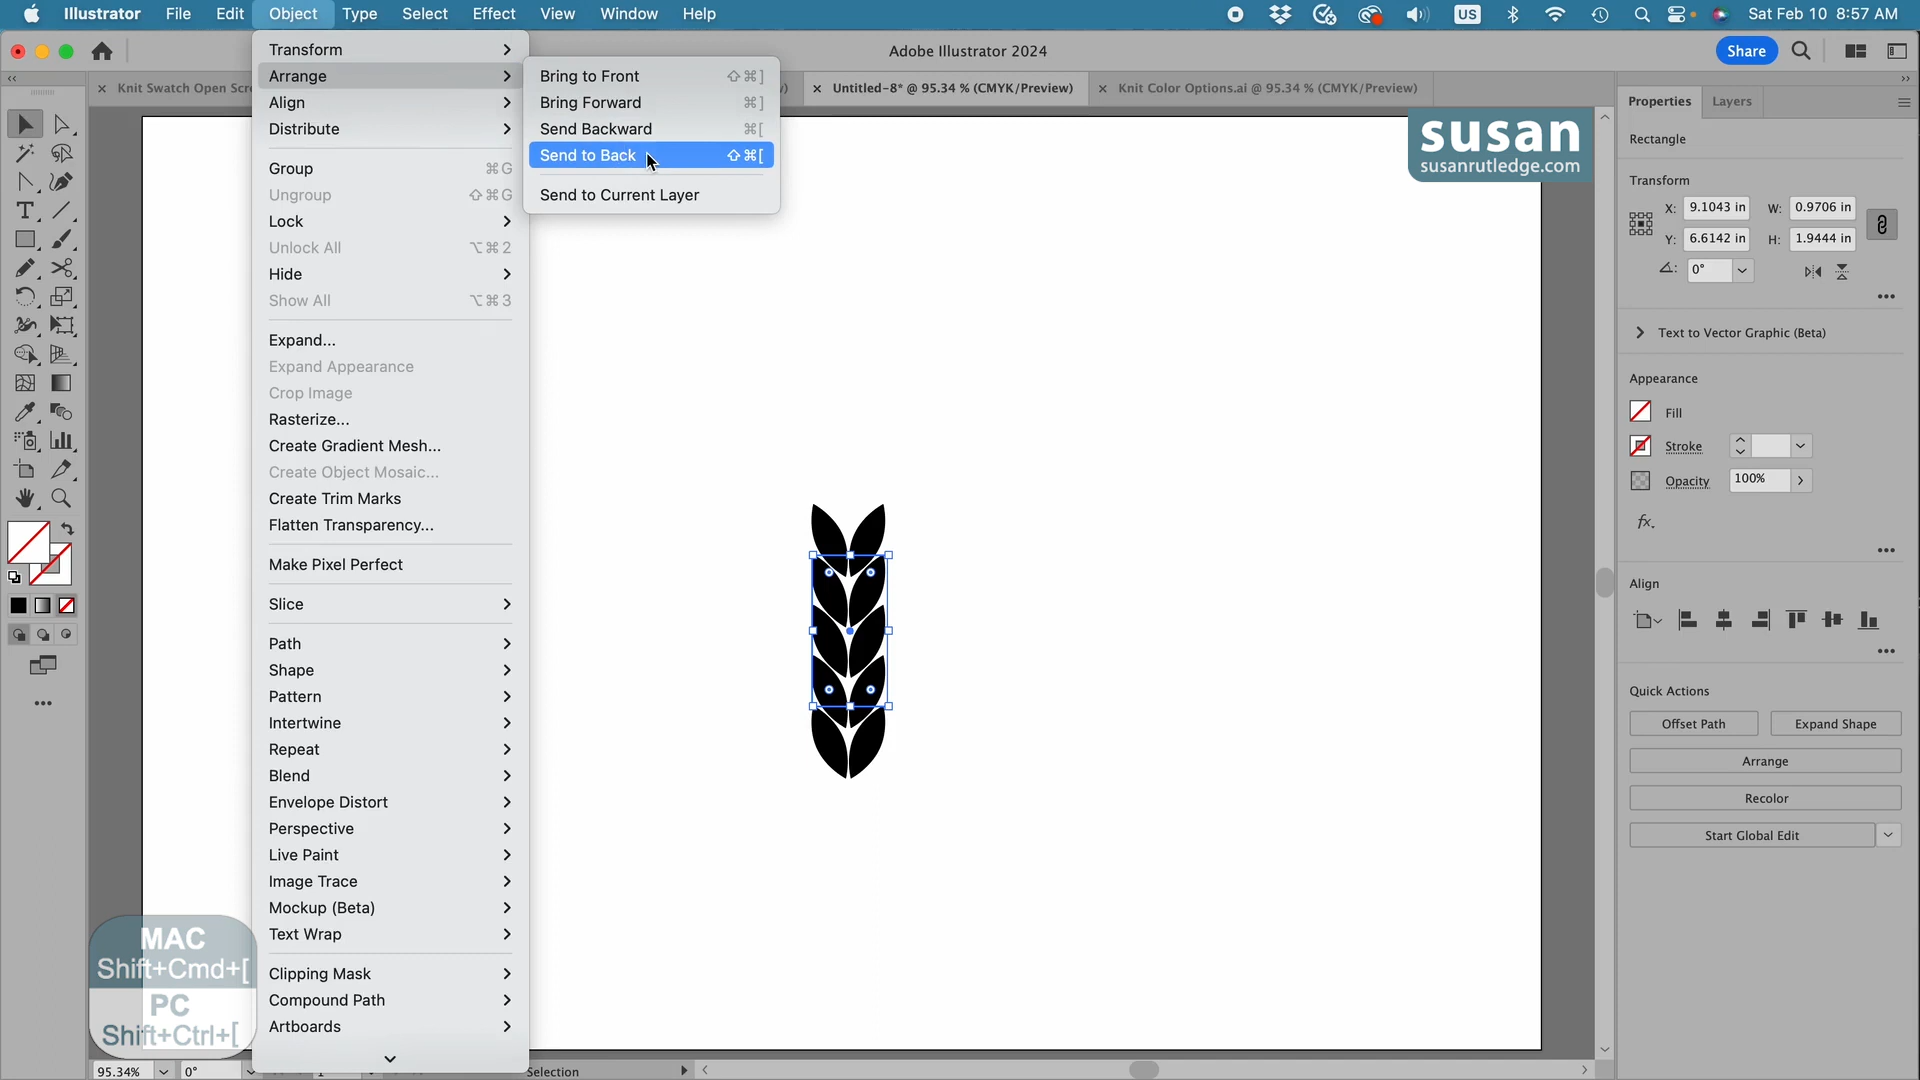 Illustrator File Edit Object Type Select Effect View Window Help US Sat Feb 10 8:57 AM
Adobe Illustrator 2024
Share
Knit Swatch Open Scr
Untitled-8* @ 95.34 % (CMYK/Preview)
Knit Color Options.ai @ 95.34 % (CMYK/Preview)
Transform
Arrange
Align
Distribute
Group ⌘G
Ungroup ⇧⌘G
Lock
Unlock All ⌥⌘2
Hide
Show All ⌥⌘3
Expand...
Expand Appearance
Crop Image
Rasterize...
Create Gradient Mesh...
Create Object Mosaic...
Create Trim Marks
Flatten Transparency...
Make Pixel Perfect
Slice
Path
Shape
Pattern
Intertwine
Repeat
Blend
Envelope Distort
Perspective
Live Paint
Image Trace
Mockup (Beta)
Text Wrap
Clipping Mask
Compound Path
Artboards
Bring to Front ⇧⌘]
Bring Forward ⌘]
Send Backward ⌘[
Send to Back ⇧⌘[
Send to Current Layer
susan
susanrutledge.com
Properties Layers
Rectangle
Transform
X: 9.1043 in W: 0.9706 in
Y: 6.6142 in H: 1.9444 in
0°
Text to Vector Graphic (Beta)
Appearance
Fill
Stroke
Opacity 100%
fx.
Align
Quick Actions
Offset Path Expand Shape
Arrange
Recolor
Start Global Edit
MAC
Shift+Cmd+[
PC
Shift+Ctrl+[
95.34% 0° Selection